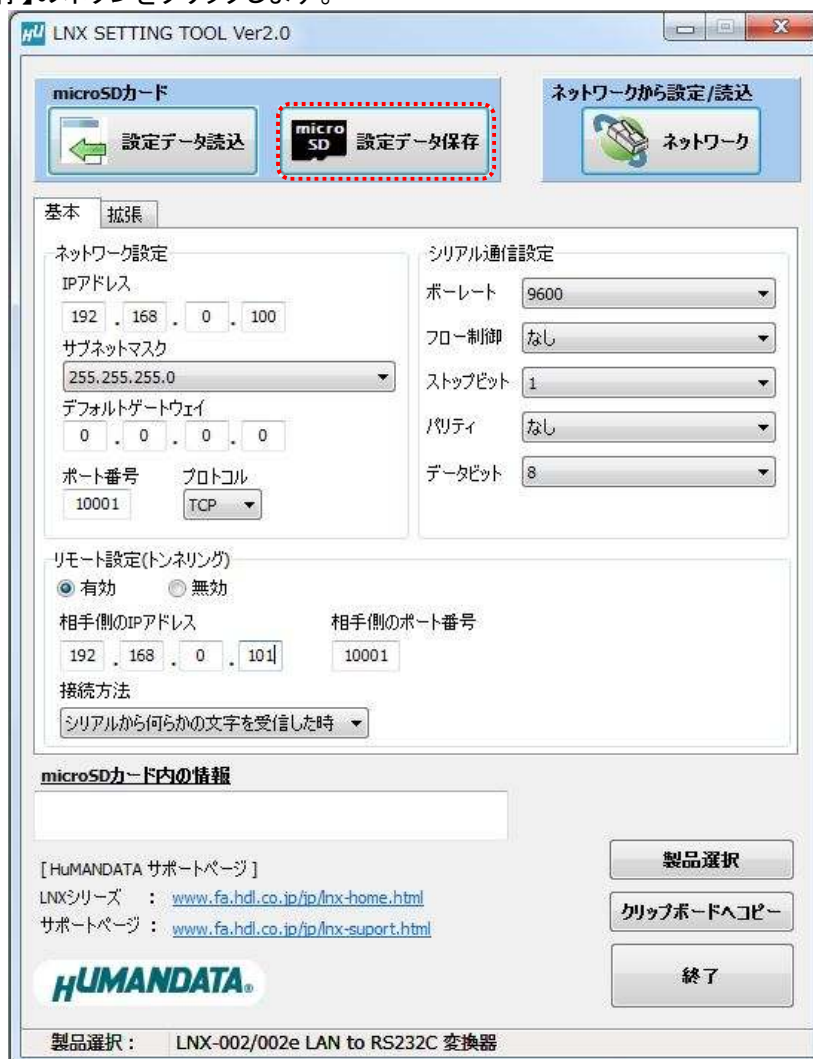 】のボタンをクリックします。
LNX SETTING TOOL Ver2.0
microSDカード
設定データ読込
micro SD 設定データ保存
ネットワークから設定/読込
ネットワーク
基本 拡張
ネットワーク設定
IPアドレス
192 . 168 . 0 . 100
サブネットマスク
255.255.255.0
デフォルトゲートウェイ
0 . 0 . 0 . 0
ポート番号 プロトコル
10001 TCP
シリアル通信設定
ボーレート 9600
フロー制御 なし
ストップビット 1
パリティ なし
データビット 8
リモート設定(トンネリング)
有効 無効
相手側のIPアドレス 相手側のポート番号
192 . 168 . 0 . 101 10001
接続方法
シリアルから何らかの文字を受信した時
microSDカード内の情報
[ HuMANDATA サポートページ ]
LNXシリーズ : www.fa.hdl.co.jp/jp/lnx-home.html
サポートページ : www.fa.hdl.co.jp/jp/lnx-suport.html
HUMANDATA®
製品選択
クリップボードへコピー
終了
製品選択 : LNX-002/002e LAN to RS232C 変換器